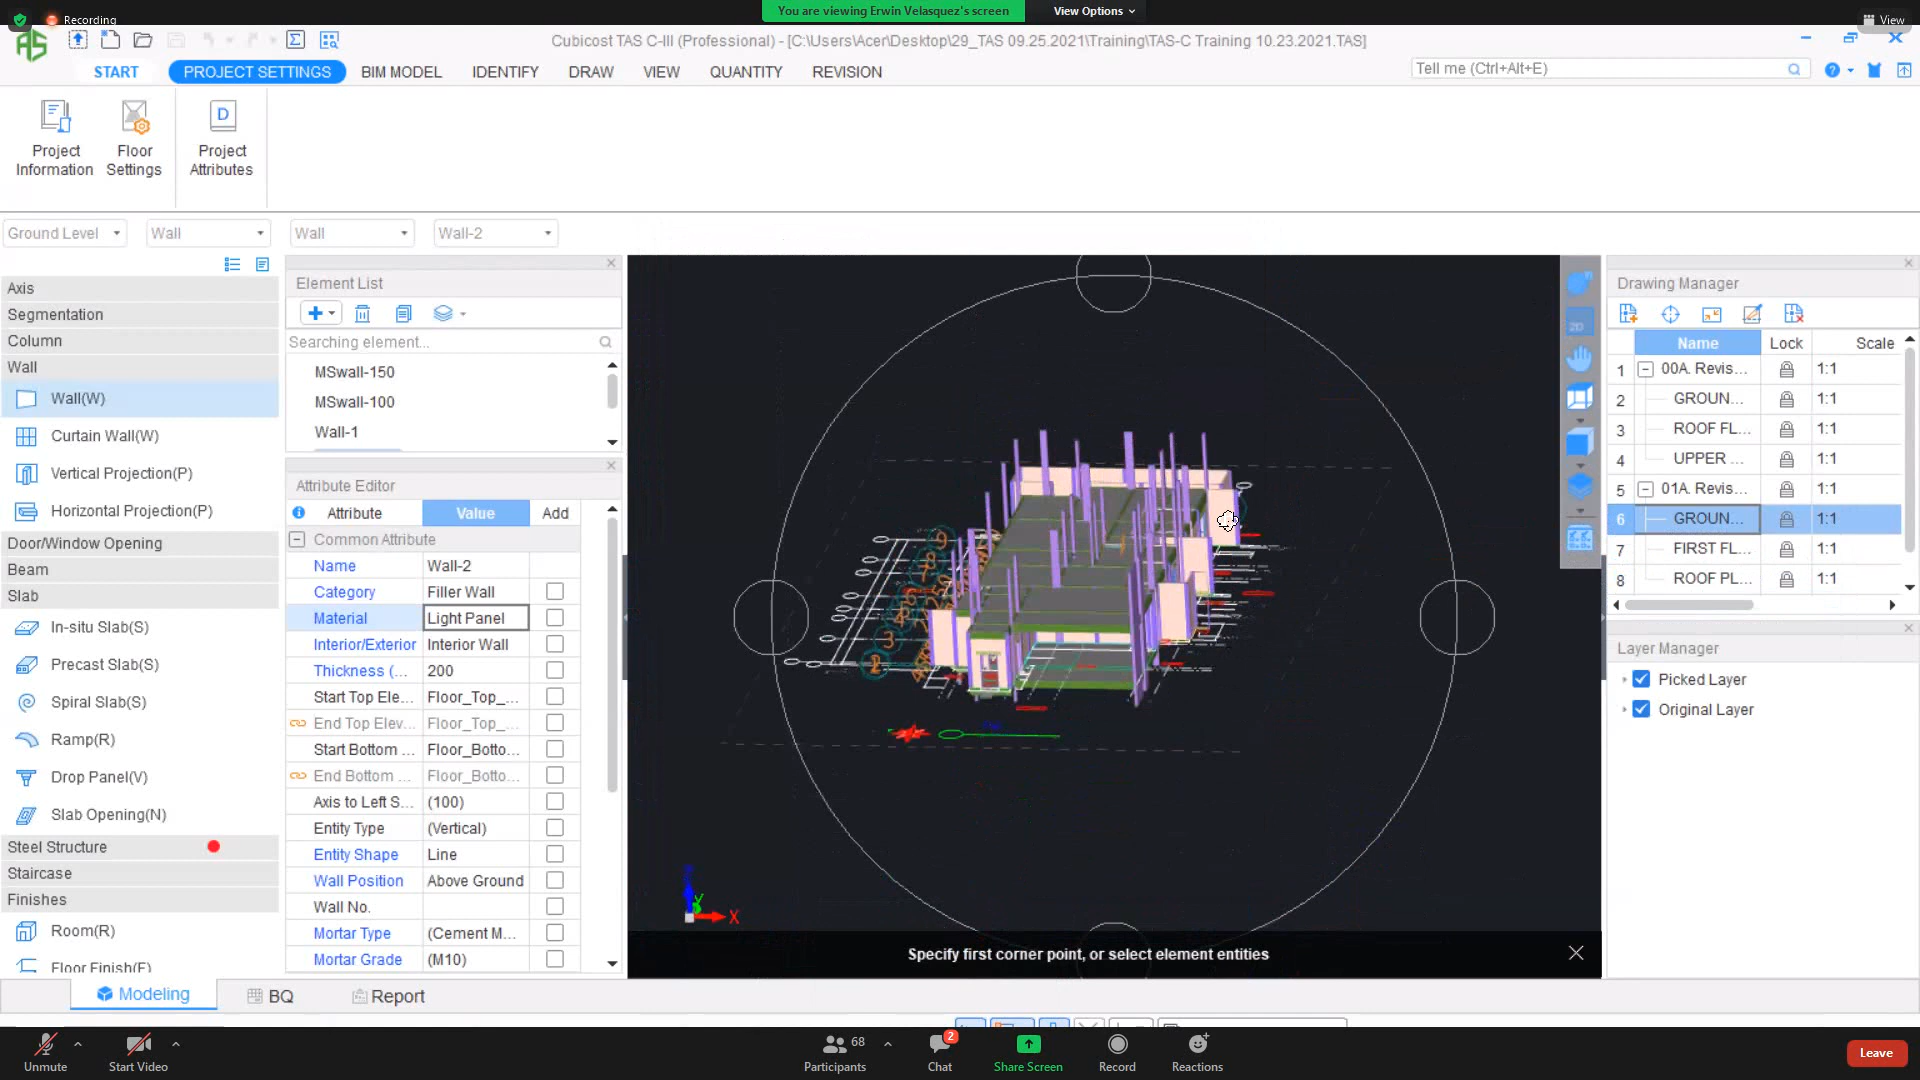 Recording
You are viewing Erwin Velasquez's screen
View Options
View
Cubicost TAS C-III (Professional) - [C:\Users\Acer\Desktop\29_TAS 09.25.2021\Training\TAS-C Training 10.23.2021.TAS]
START
PROJECT SETTINGS
BIM MODEL
IDENTIFY
DRAW
VIEW
QUANTITY
REVISION
Tell me (Ctrl+Alt+E)
Project Information
Floor Settings
Project Attributes
Ground Level
Wall
Wall
Wall-2
Axis
Segmentation
Column
Wall
Wall(W)
Curtain Wall(W)
Vertical Projection(P)
Horizontal Projection(P)
Door/Window Opening
Beam
Slab
In-situ Slab(S)
Precast Slab(S)
Spiral Slab(S)
Ramp(R)
Drop Panel(V)
Slab Opening(N)
Steel Structure
Staircase
Finishes
Room(R)
Floor Finish(F)
Element List
Searching element...
MSwall-150
MSwall-100
Wall-1
Attribute Editor
Attribute Value Add
Common Attribute
Name Wall-2
Category Filler Wall
Material Light Panel
Interior/Exterior Interior Wall
Thickness (... 200
Start Top Ele... Floor_Top_...
End Top Elev... Floor_Top_...
Start Bottom ... Floor_Botto...
End Bottom ... Floor_Botto...
Axis to Left S... (100)
Entity Type (Vertical)
Entity Shape Line
Wall Position Above Ground
Wall No.
Mortar Type (Cement M...
Mortar Grade (M10)
2D
9
3
2
X
Specify first corner point, or select element entities
Drawing Manager
Name Lock Scale
1 00A. Revis... 1:1
2 GROUN... 1:1
3 ROOF FL... 1:1
4 UPPER ... 1:1
5 01A. Revis... 1:1
6 GROUN... 1:1
7 FIRST FL... 1:1
8 ROOF PL... 1:1
Layer Manager
Picked Layer
Original Layer
Modeling
BQ
Report
Unmute
Start Video
68
Participants
2
Chat
Share Screen
Record
Reactions
Leave